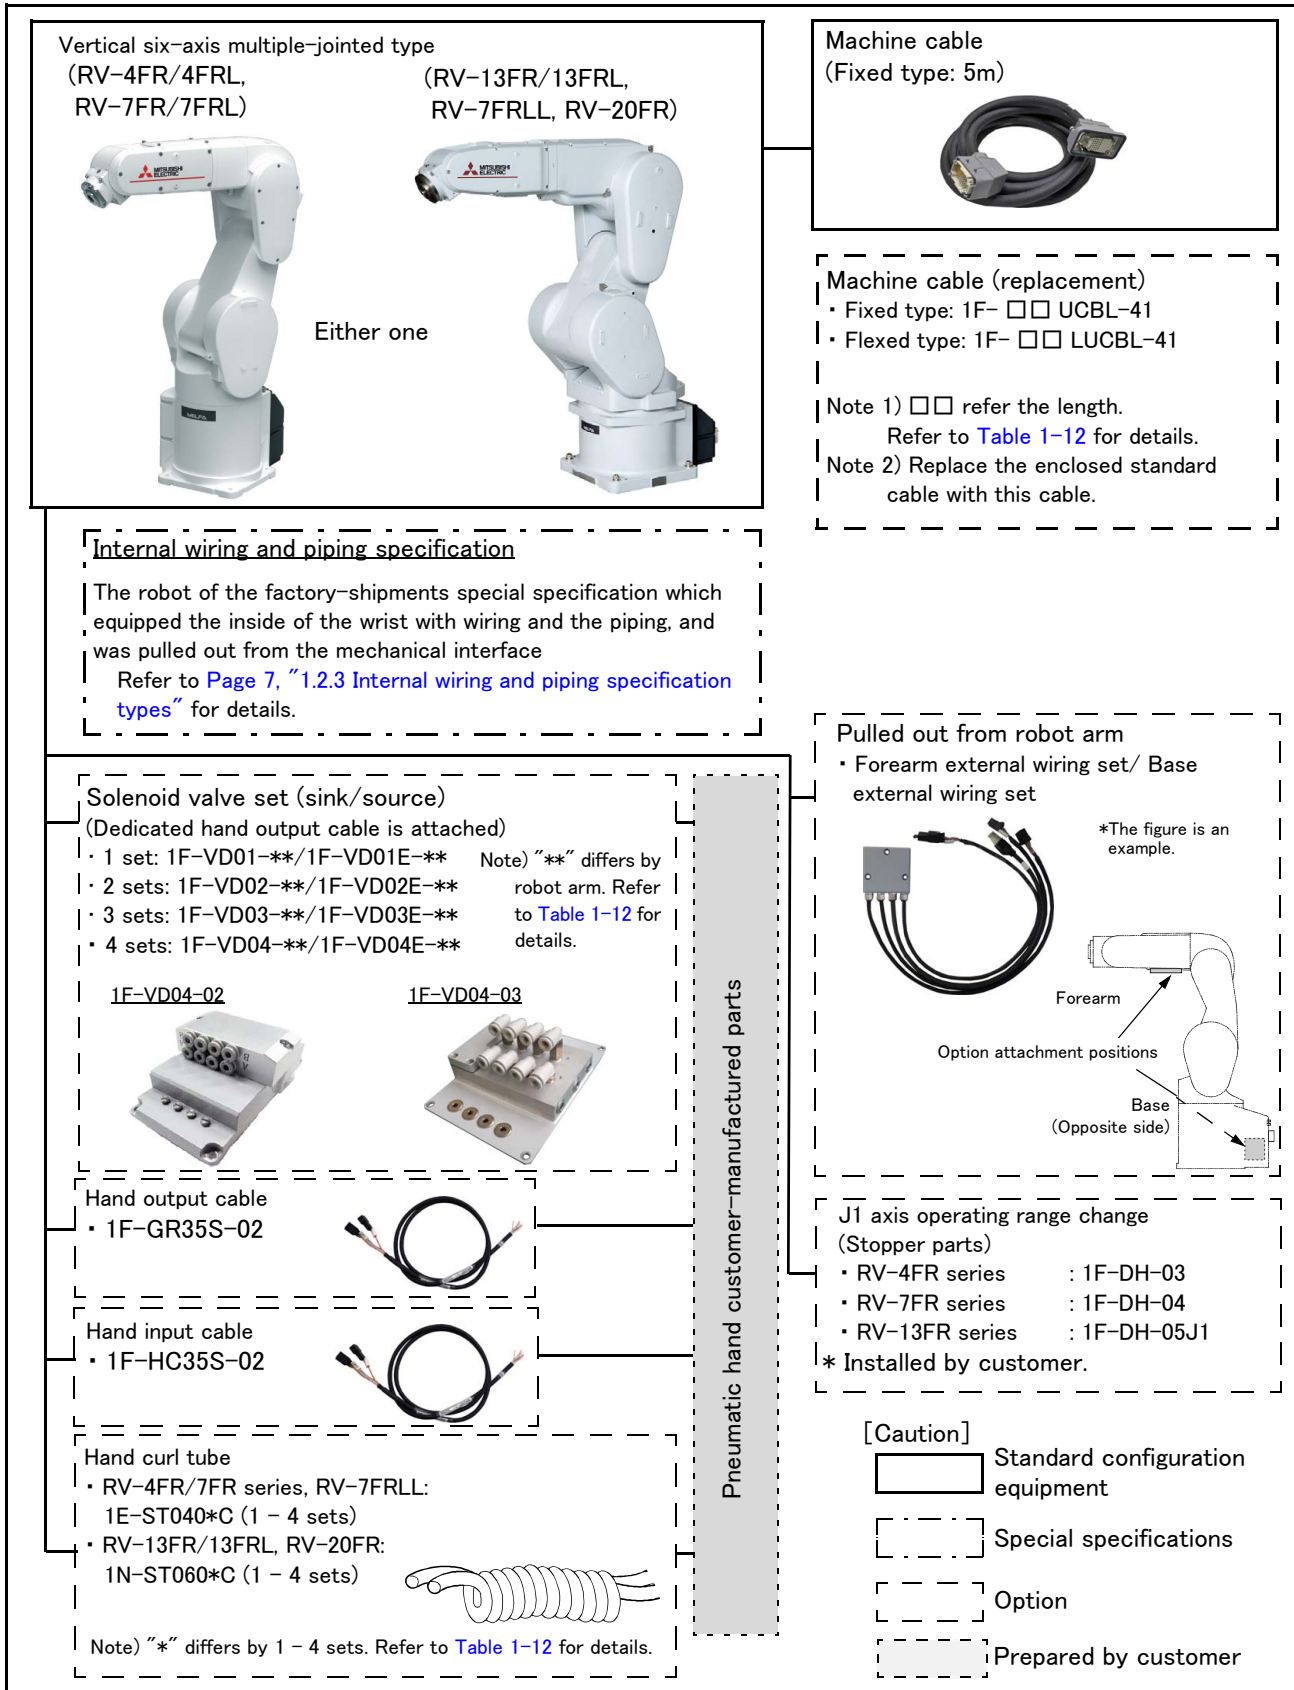 Vertical six-axis multiple-jointed type
(RV-4FR/4FRL,
RV-7FR/7FRL)
(RV-13FR/13FRL,
RV-7FRLL, RV-20FR)
MITSUBISHI
ELECTRIC
MITSUBISHI
ELECTRIC
Either one
MELFA
MELFA
Machine cable
(Fixed type: 5m)
Machine cable (replacement)
・Fixed type: 1F- □□ UCBL-41
・Flexed type: 1F- □□ LUCBL-41
Note 1) □□ refer the length.
Refer to Table 1-12 for details.
Note 2) Replace the enclosed standard
cable with this cable.
Internal wiring and piping specification
The robot of the factory-shipments special specification which
equipped the inside of the wrist with wiring and the piping, and
was pulled out from the mechanical interface
Refer to Page 7, "1.2.3 Internal wiring and piping specification
types" for details.
Solenoid valve set (sink/source)
(Dedicated hand output cable is attached)
・1 set: 1F-VD01-**/1F-VD01E-**
・2 sets: 1F-VD02-**/1F-VD02E-**
・3 sets: 1F-VD03-**/1F-VD03E-**
・4 sets: 1F-VD04-**/1F-VD04E-**
Note) "**" differs by
robot arm. Refer
to Table 1-12 for
details.
1F-VD04-02
1F-VD04-03
A
B
Pneumatic hand customer-manufactured parts
Pulled out from robot arm
・Forearm external wiring set/ Base
external wiring set
*The figure is an
example.
Forearm
Option attachment positions
Base
(Opposite side)
Hand output cable
・1F-GR35S-02
Hand input cable
・1F-HC35S-02
J1 axis operating range change
(Stopper parts)
・RV-4FR series : 1F-DH-03
・RV-7FR series : 1F-DH-04
・RV-13FR series : 1F-DH-05J1
* Installed by customer.
Hand curl tube
・RV-4FR/7FR series, RV-7FRLL:
1E-ST040*C (1 - 4 sets)
・RV-13FR/13FRL, RV-20FR:
1N-ST060*C (1 - 4 sets)
Note) "*" differs by 1 - 4 sets. Refer to Table 1-12 for details.
[Caution]
Standard configuration
equipment
Special specifications
Option
Prepared by customer